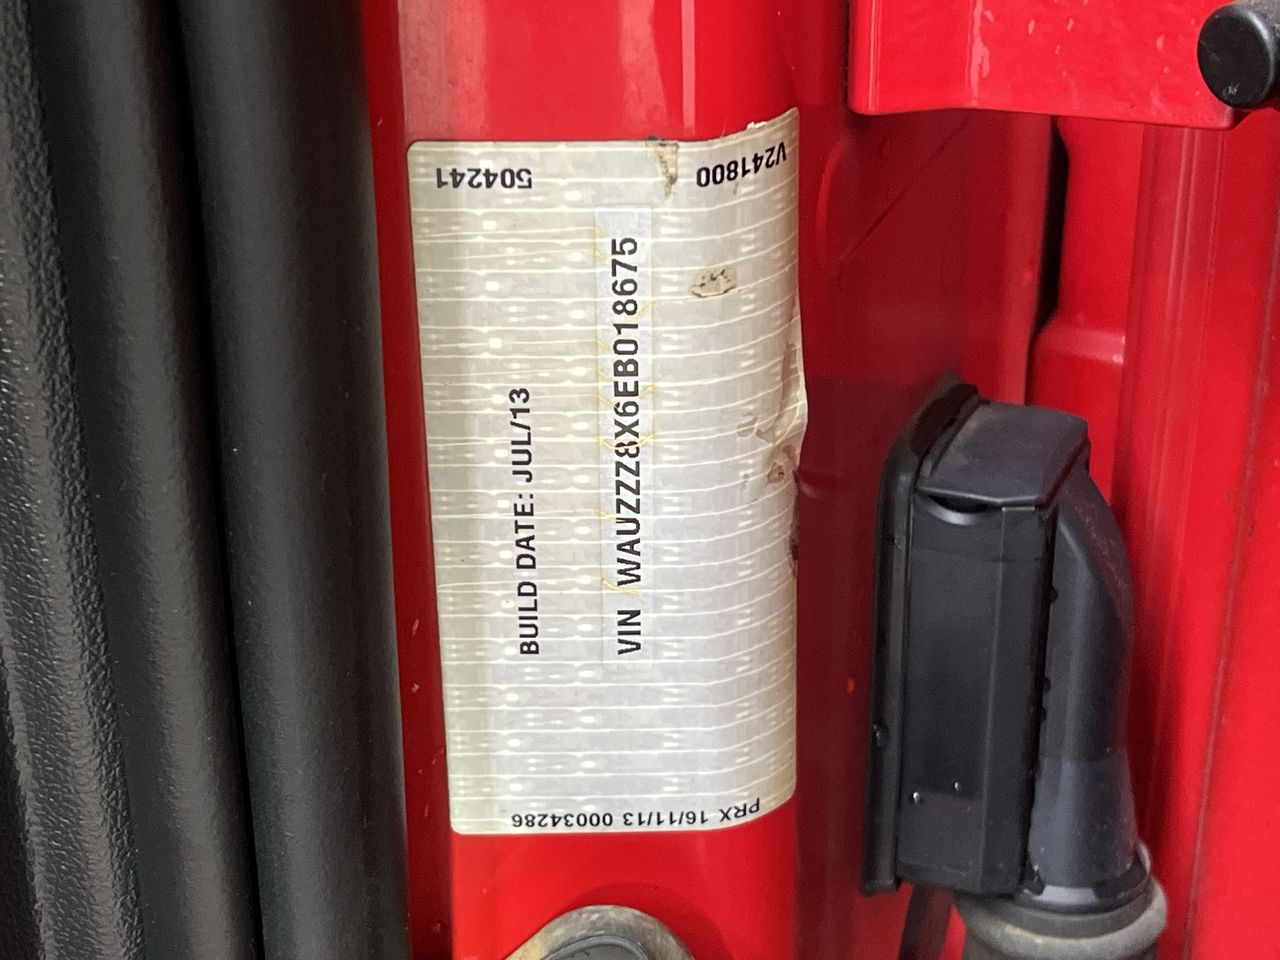 504241
V241800
BUILD DATE: JUL/13
VIN WAUZZZ8X6EB018675
PRX 16/11/13 00034286